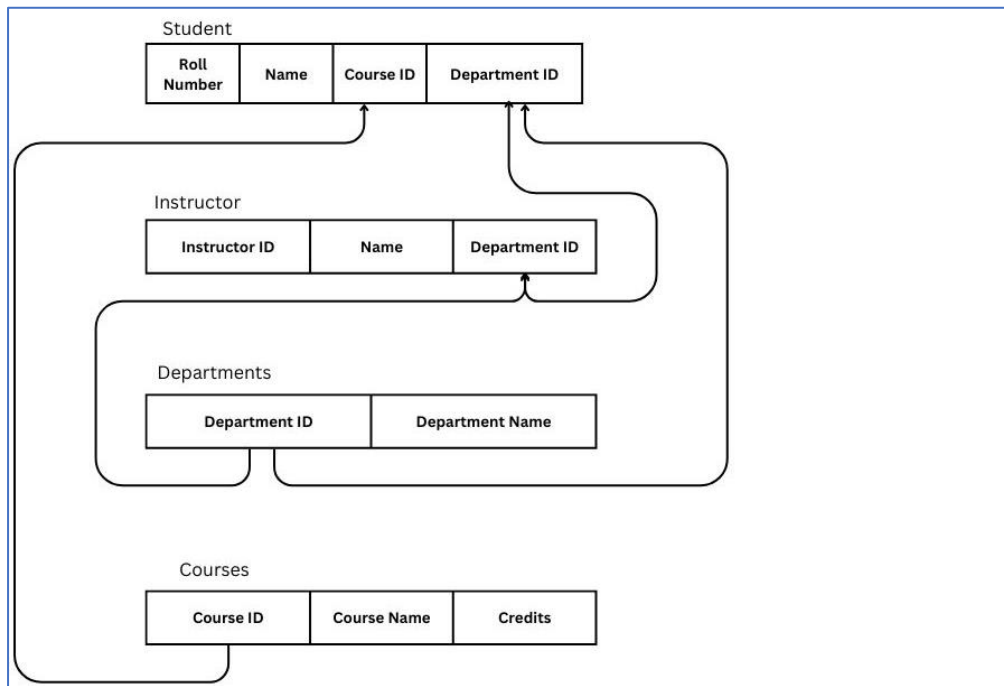 Student
Roll Number
Name
Course ID
Department ID
Instructor
Instructor ID
Name
Department ID
Departments
Department ID
Department Name
Courses
Course ID
Course Name
Credits